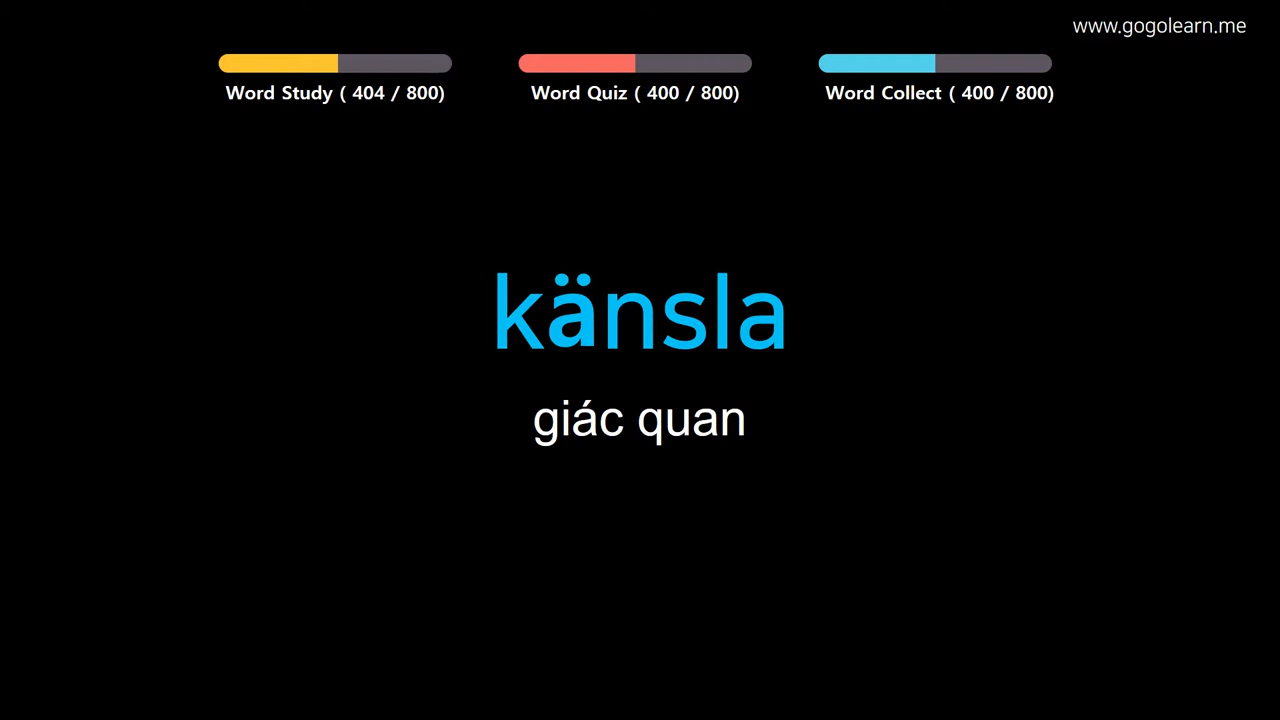 www.gogolearn.me
Word Study ( 404 / 800)
Word Quiz ( 400 / 800)
Word Collect ( 400 / 800)
känsla
giác quan